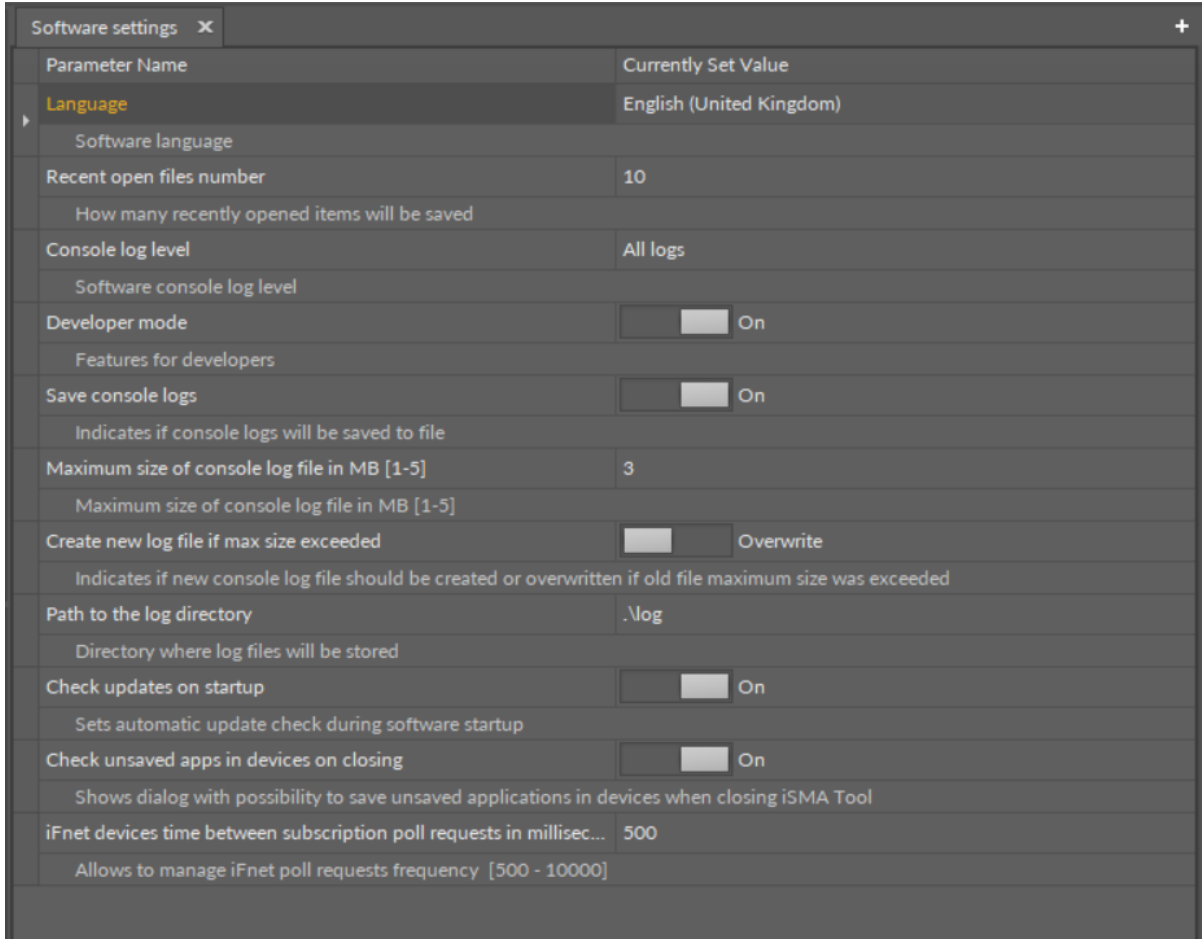 Software settings x +
Parameter Name Currently Set Value
Language English (United Kingdom)
Software language
Recent open files number 10
How many recently opened items will be saved
Console log level All logs
Software console log level
Developer mode On
Features for developers
Save console logs On
Indicates if console logs will be saved to file
Maximum size of console log file in MB [1-5] 3
Maximum size of console log file in MB [1-5]
Create new log file if max size exceeded Overwrite
Indicates if new console log file should be created or overwritten if old file maximum size was exceeded
Path to the log directory .\log
Directory where log files will be stored
Check updates on startup On
Sets automatic update check during software startup
Check unsaved apps in devices on closing On
Shows dialog with possibility to save unsaved applications in devices when closing iSMA Tool
iFnet devices time between subscription poll requests in millisec... 500
Allows to manage iFnet poll requests frequency [500 - 10000]